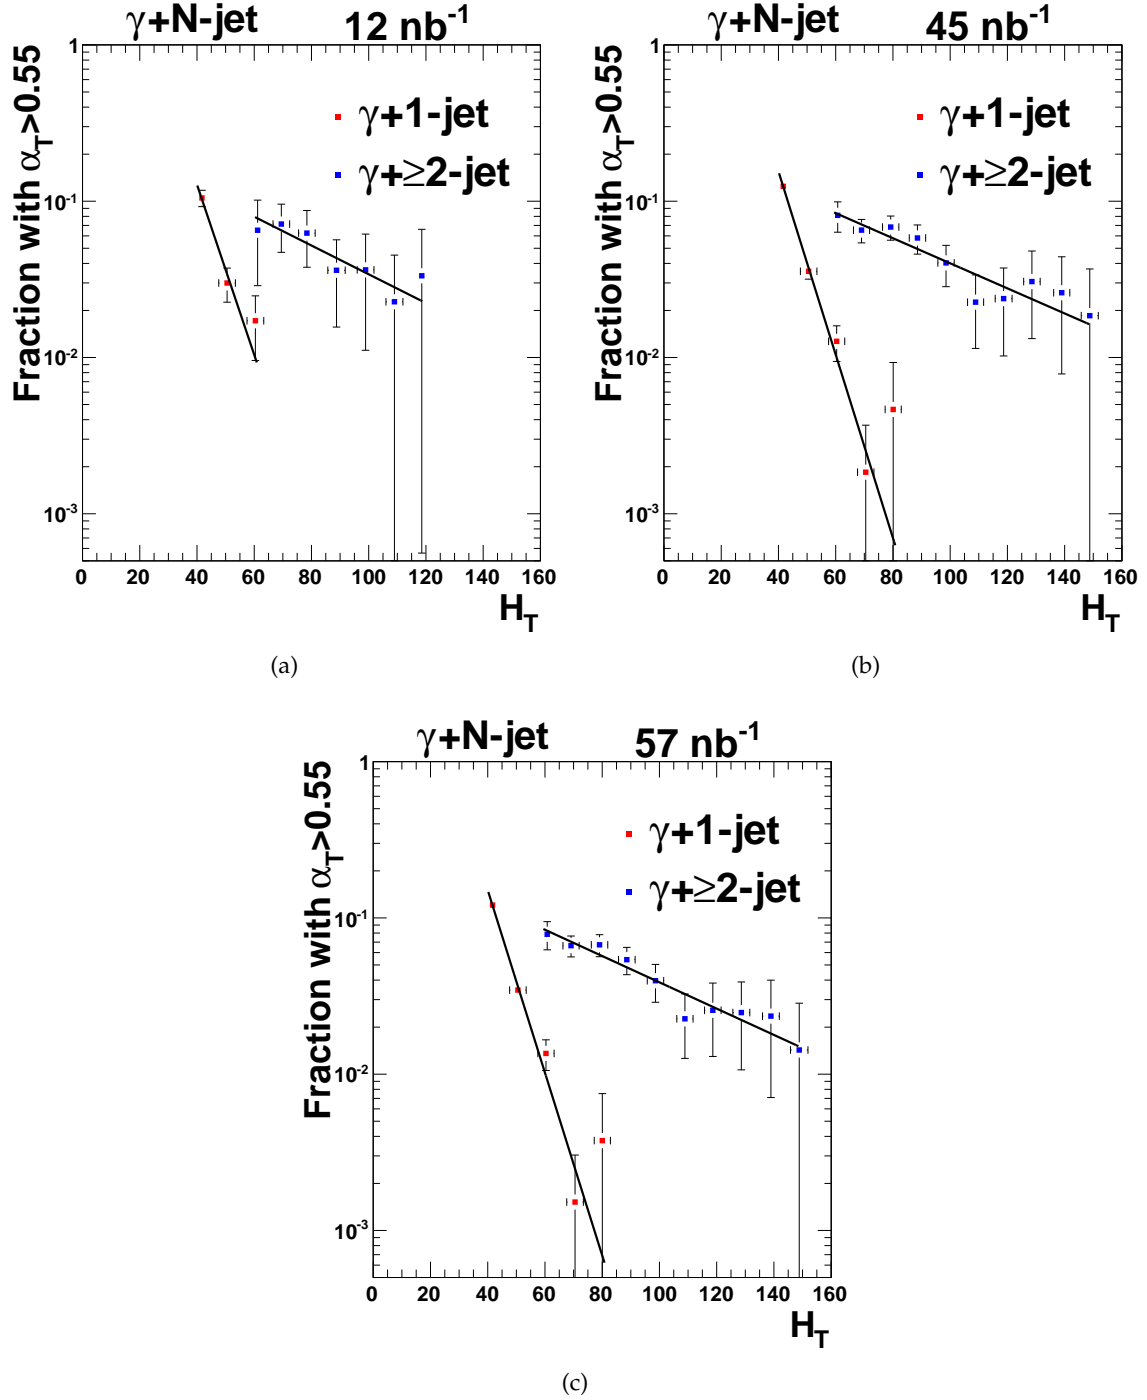 γ+N-jet 12 nb-1
Fraction with αT>0.55
1
10-1
10-2
10-3
γ+1-jet
γ+≥2-jet
0 20 40 60 80 100 120 140 160
HT
(a)
γ+N-jet 45 nb-1
Fraction with αT>0.55
1
10-1
10-2
10-3
γ+1-jet
γ+≥2-jet
0 20 40 60 80 100 120 140 160
HT
(b)
γ+N-jet 57 nb-1
Fraction with αT>0.55
1
10-1
10-2
10-3
γ+1-jet
γ+≥2-jet
0 20 40 60 80 100 120 140 160
HT
(c)